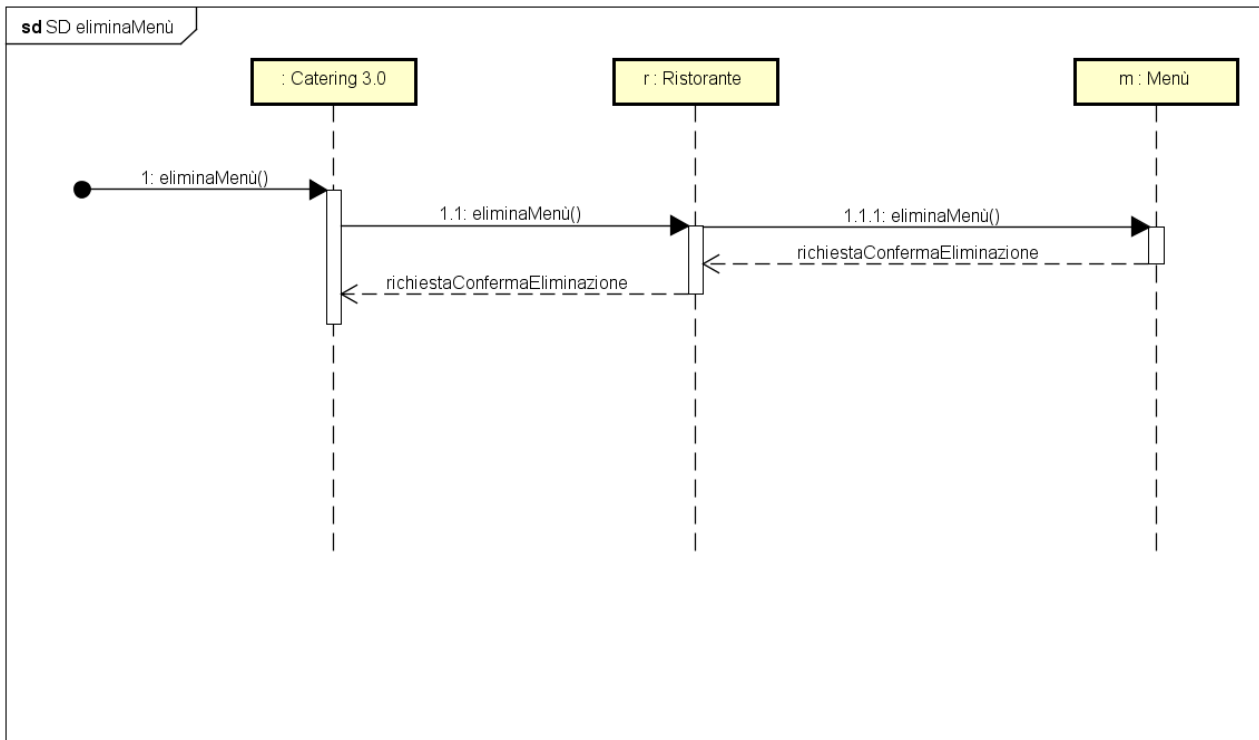 sd SD eliminaMenù
: Catering 3.0
r : Ristorante
m : Menù
1: eliminaMenù()
1.1: eliminaMenù()
1.1.1: eliminaMenù()
richiestaConfermaEliminazione
richiestaConfermaEliminazione